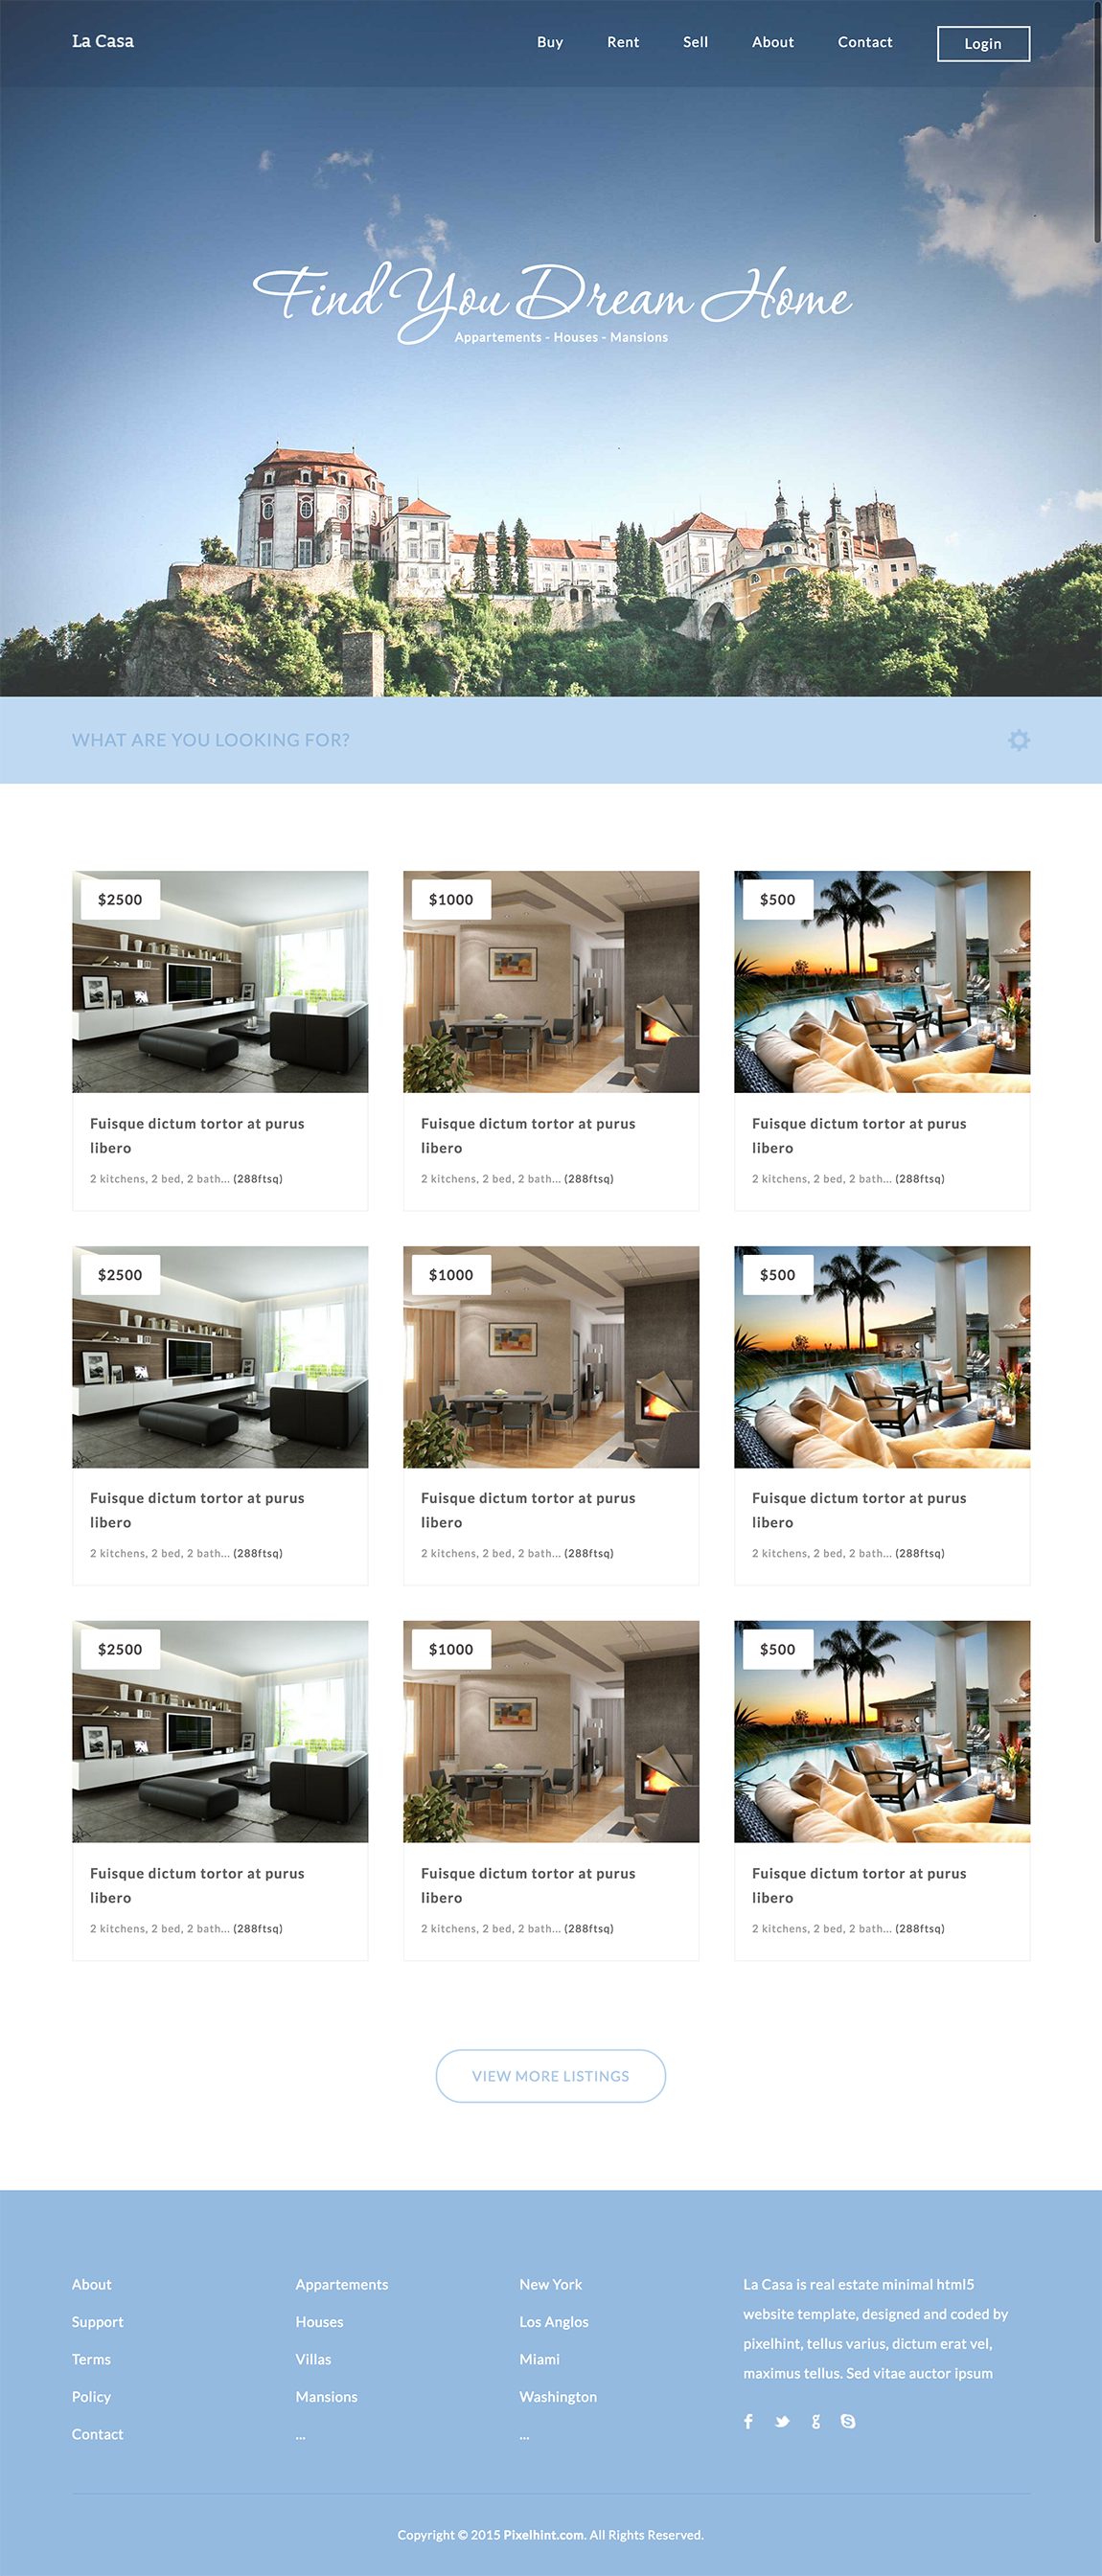 La Casa
Buy Rent Sell About Contact Login
Find You Dream Home
Appartements - Houses - Mansions
WHAT ARE YOU LOOKING FOR?
$2500 $1000 $500
Fuisque dictum tortor at purus
libero
2 kitchens, 2 bed, 2 bath... (288ftsq)
Fuisque dictum tortor at purus
libero
2 kitchens, 2 bed, 2 bath... (288ftsq)
Fuisque dictum tortor at purus
libero
2 kitchens, 2 bed, 2 bath... (288ftsq)
$2500 $1000 $500
Fuisque dictum tortor at purus
libero
2 kitchens, 2 bed, 2 bath... (288ftsq)
Fuisque dictum tortor at purus
libero
2 kitchens, 2 bed, 2 bath... (288ftsq)
Fuisque dictum tortor at purus
libero
2 kitchens, 2 bed, 2 bath... (288ftsq)
$2500 $1000 $500
Fuisque dictum tortor at purus
libero
2 kitchens, 2 bed, 2 bath... (288ftsq)
Fuisque dictum tortor at purus
libero
2 kitchens, 2 bed, 2 bath... (288ftsq)
Fuisque dictum tortor at purus
libero
2 kitchens, 2 bed, 2 bath... (288ftsq)
VIEW MORE LISTINGS
About
Support
Terms
Policy
Contact
Appartements
Houses
Villas
Mansions
...
New York
Los Anglos
Miami
Washington
...
La Casa is real estate minimal html5
website template, designed and coded by
pixelhint, tellus varius, dictum erat vel,
maximus tellus. Sed vitae auctor ipsum
Copyright © 2015 Pixelhint.com. All Rights Reserved.